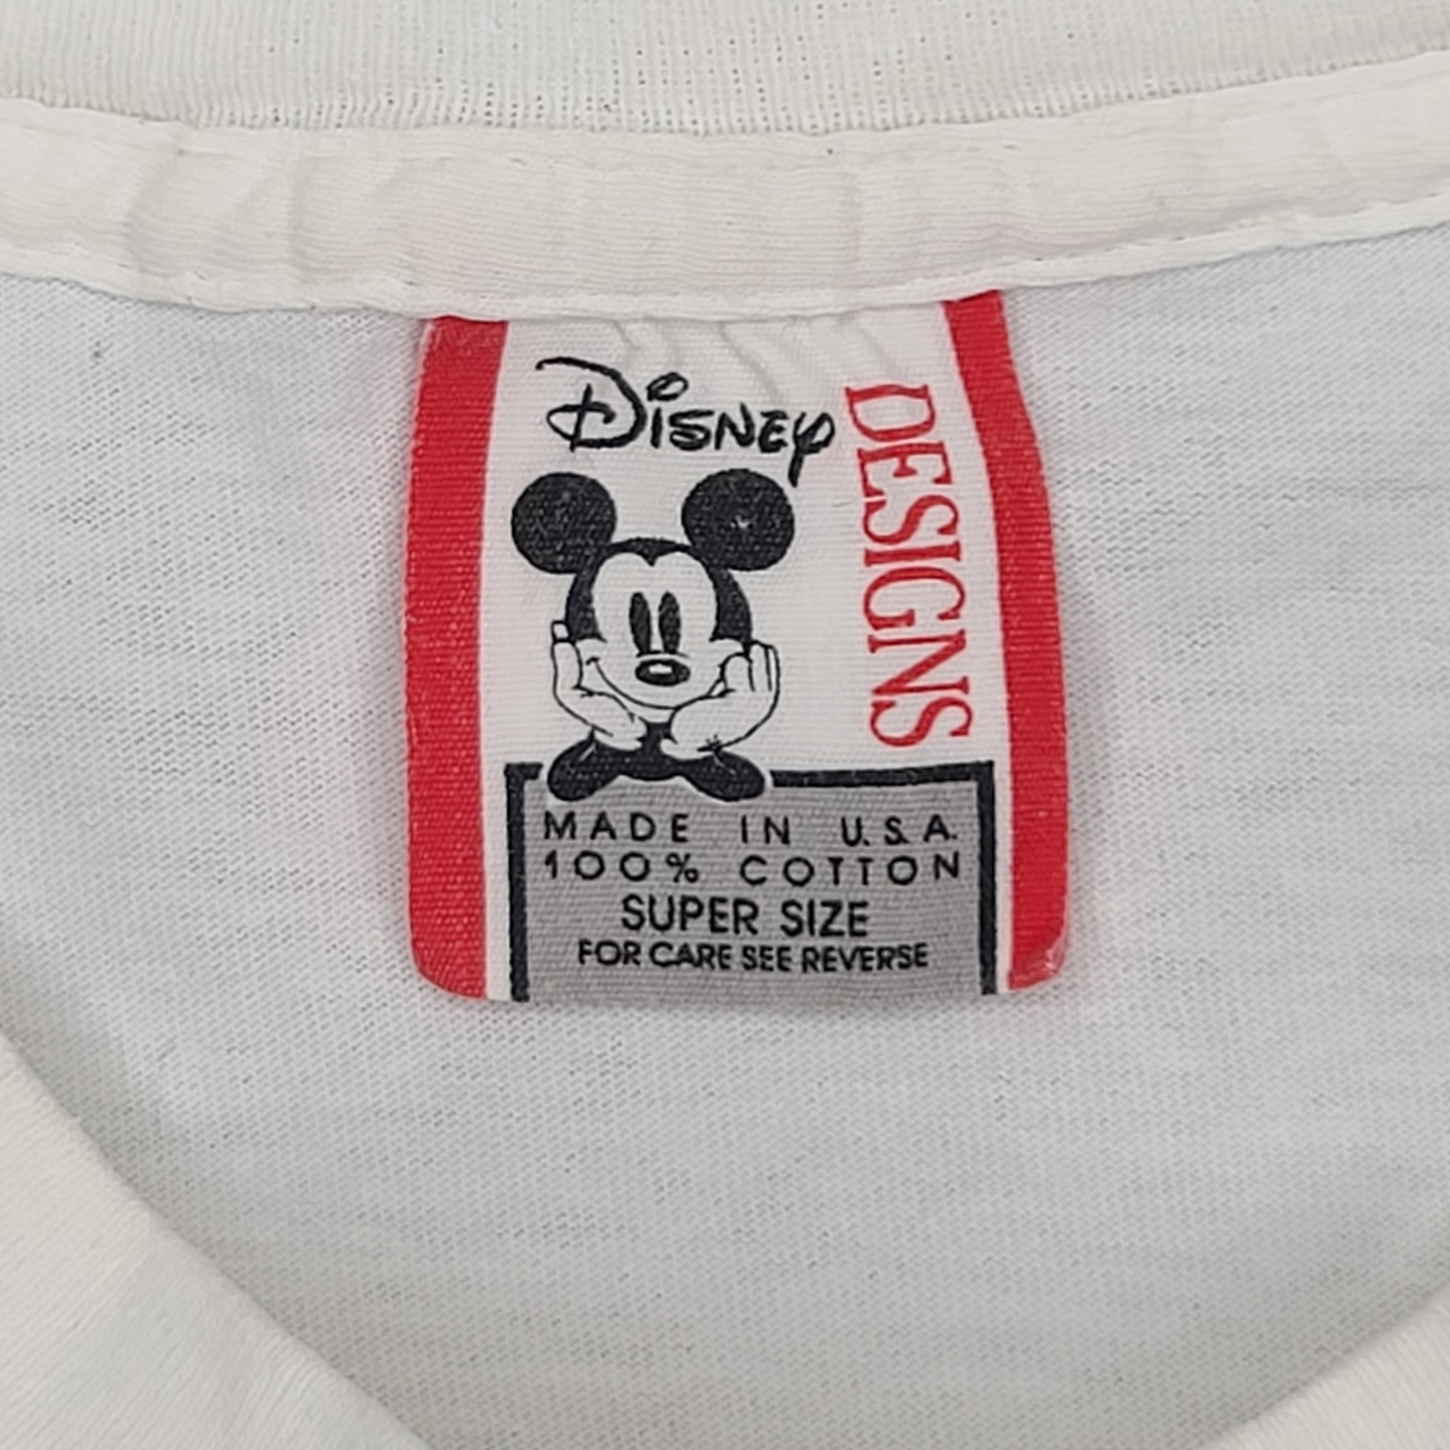 Disney
DESIGNS
MADE IN U.S.A.
100% COTTON
SUPER SIZE
FOR CARE SEE REVERSE